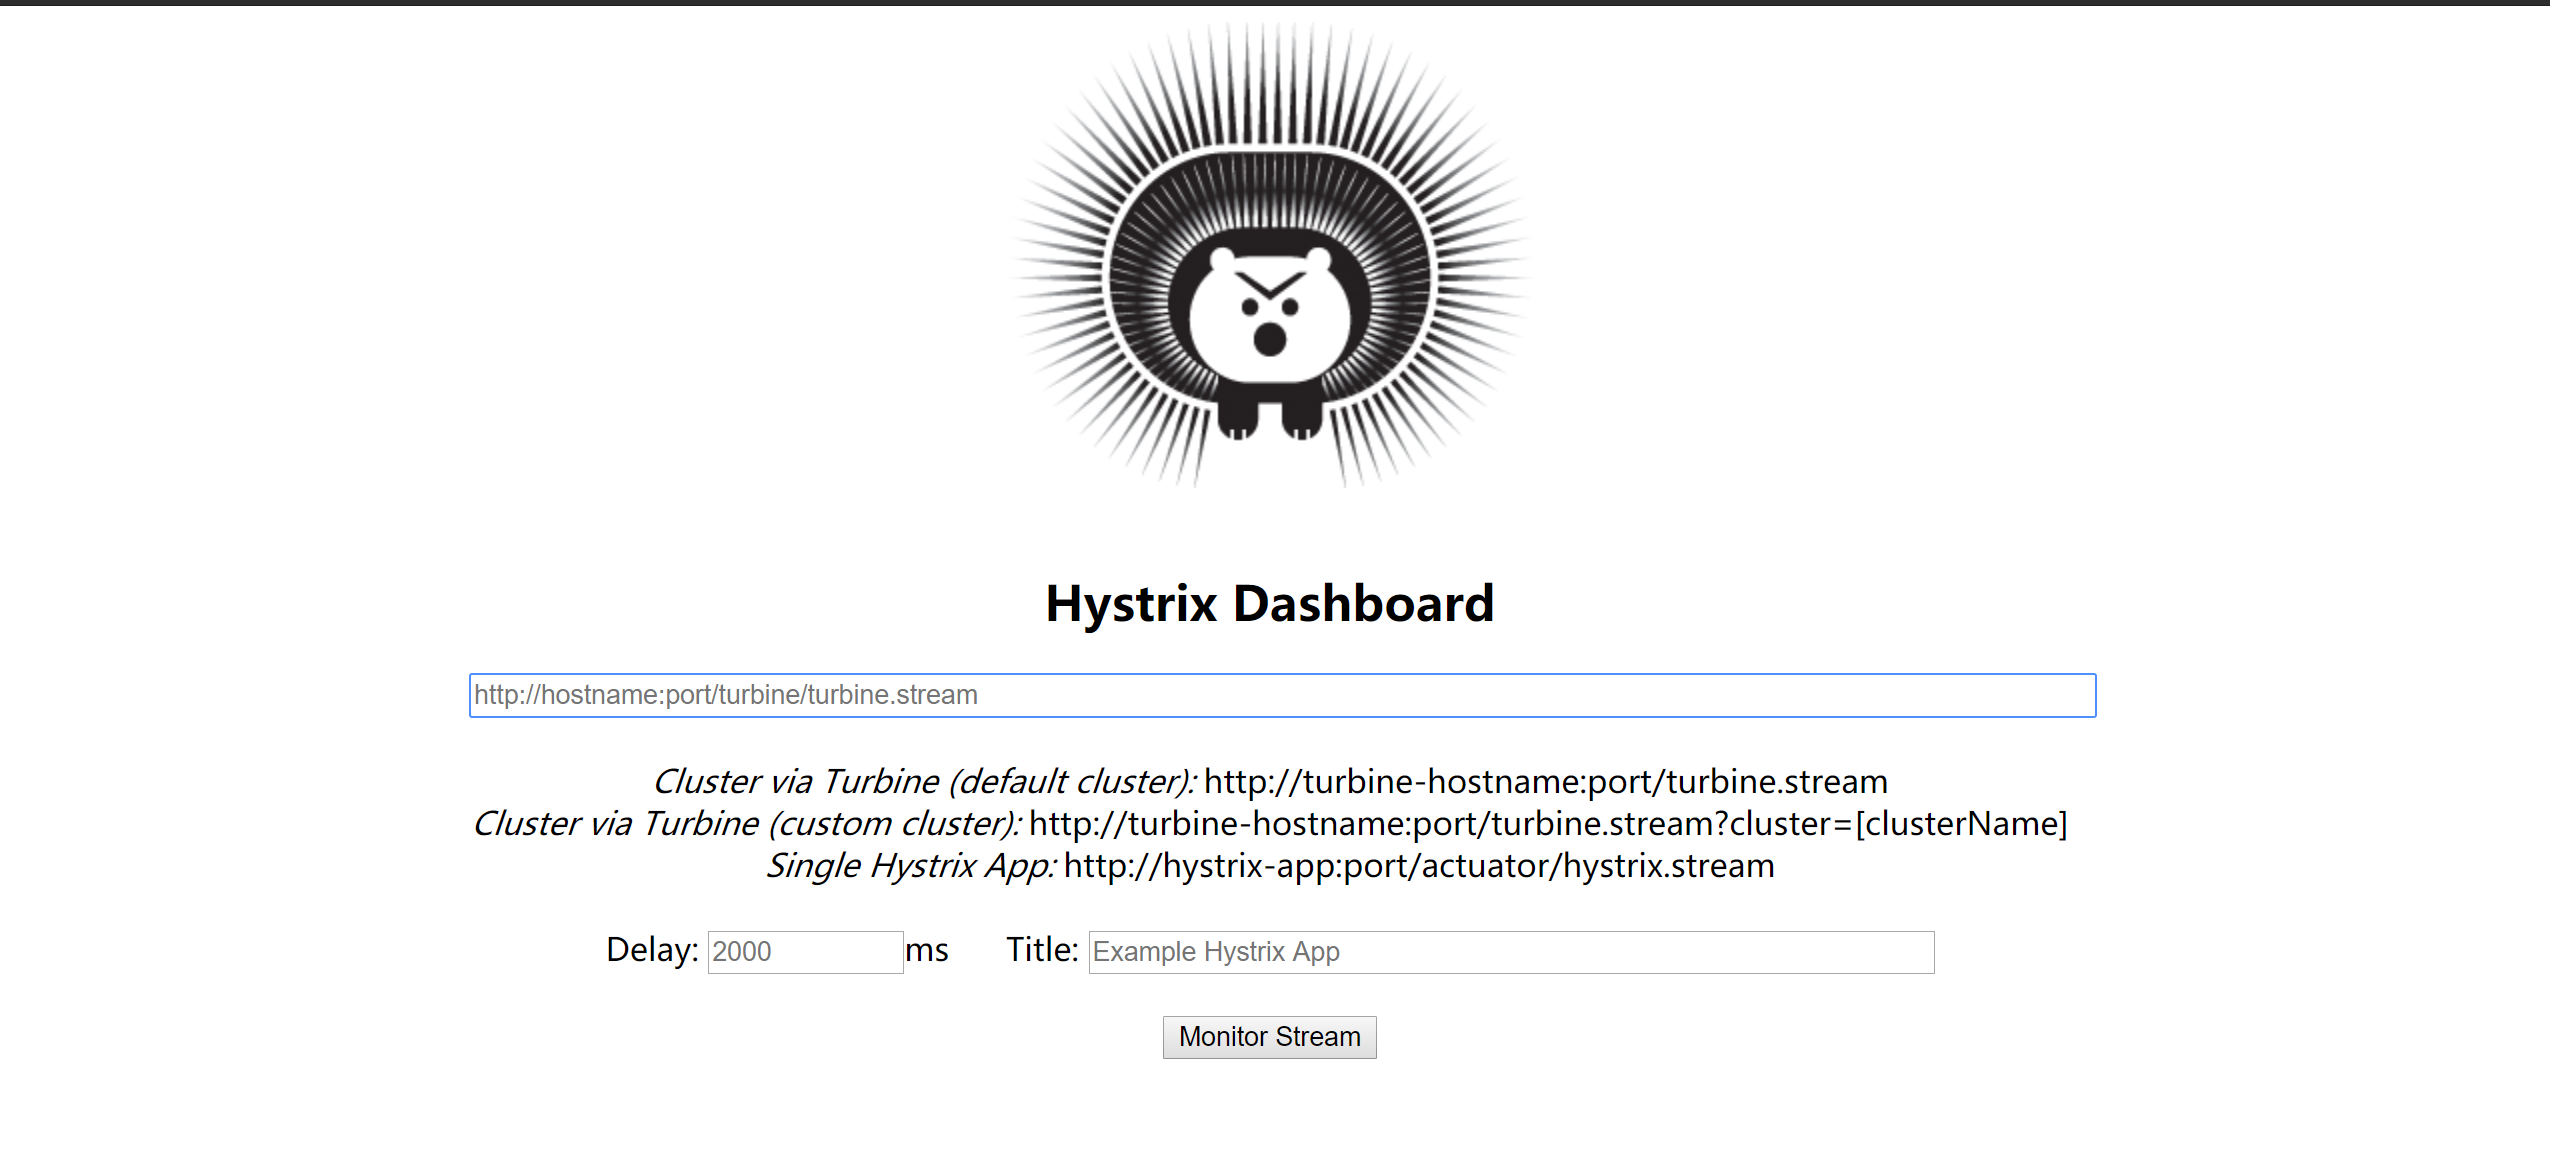 Hystrix Dashboard
http://hostname:port/turbine/turbine.stream
Cluster via Turbine (default cluster): http://turbine-hostname:port/turbine.stream
Cluster via Turbine (custom cluster): http://turbine-hostname:port/turbine.stream?cluster=[clusterName]
Single Hystrix App: http://hystrix-app:port/actuator/hystrix.stream
Delay: 2000 ms Title: Example Hystrix App
Monitor Stream